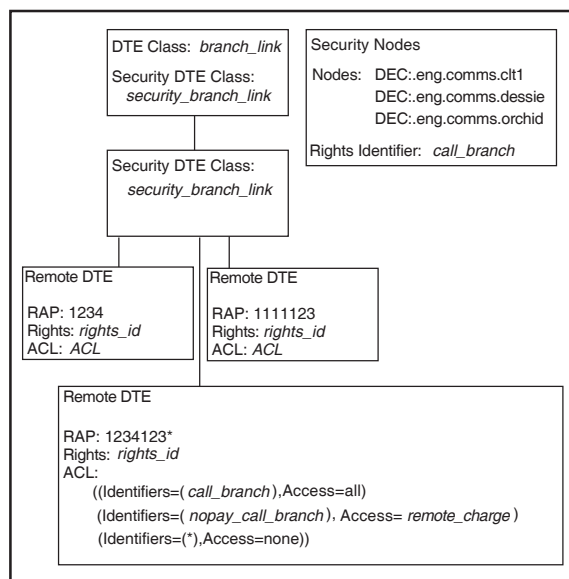 DTE Class: branch_link
Security DTE Class:
security_branch_link
Security Nodes
Nodes: DEC:.eng.comms.clt1
DEC:.eng.comms.dessie
DEC:.eng.comms.orchid
Rights Identifier: call_branch
Security DTE Class:
security_branch_link
Remote DTE
RAP: 1234
Rights: rights_id
ACL: ACL
Remote DTE
RAP: 1111123
Rights: rights_id
ACL: ACL
Remote DTE
RAP: 1234123*
Rights: rights_id
ACL:
((Identifiers=( call_branch),Access=all)
(Identifiers=( nopay_call_branch), Access= remote_charge)
(Identifiers=(*),Access=none))